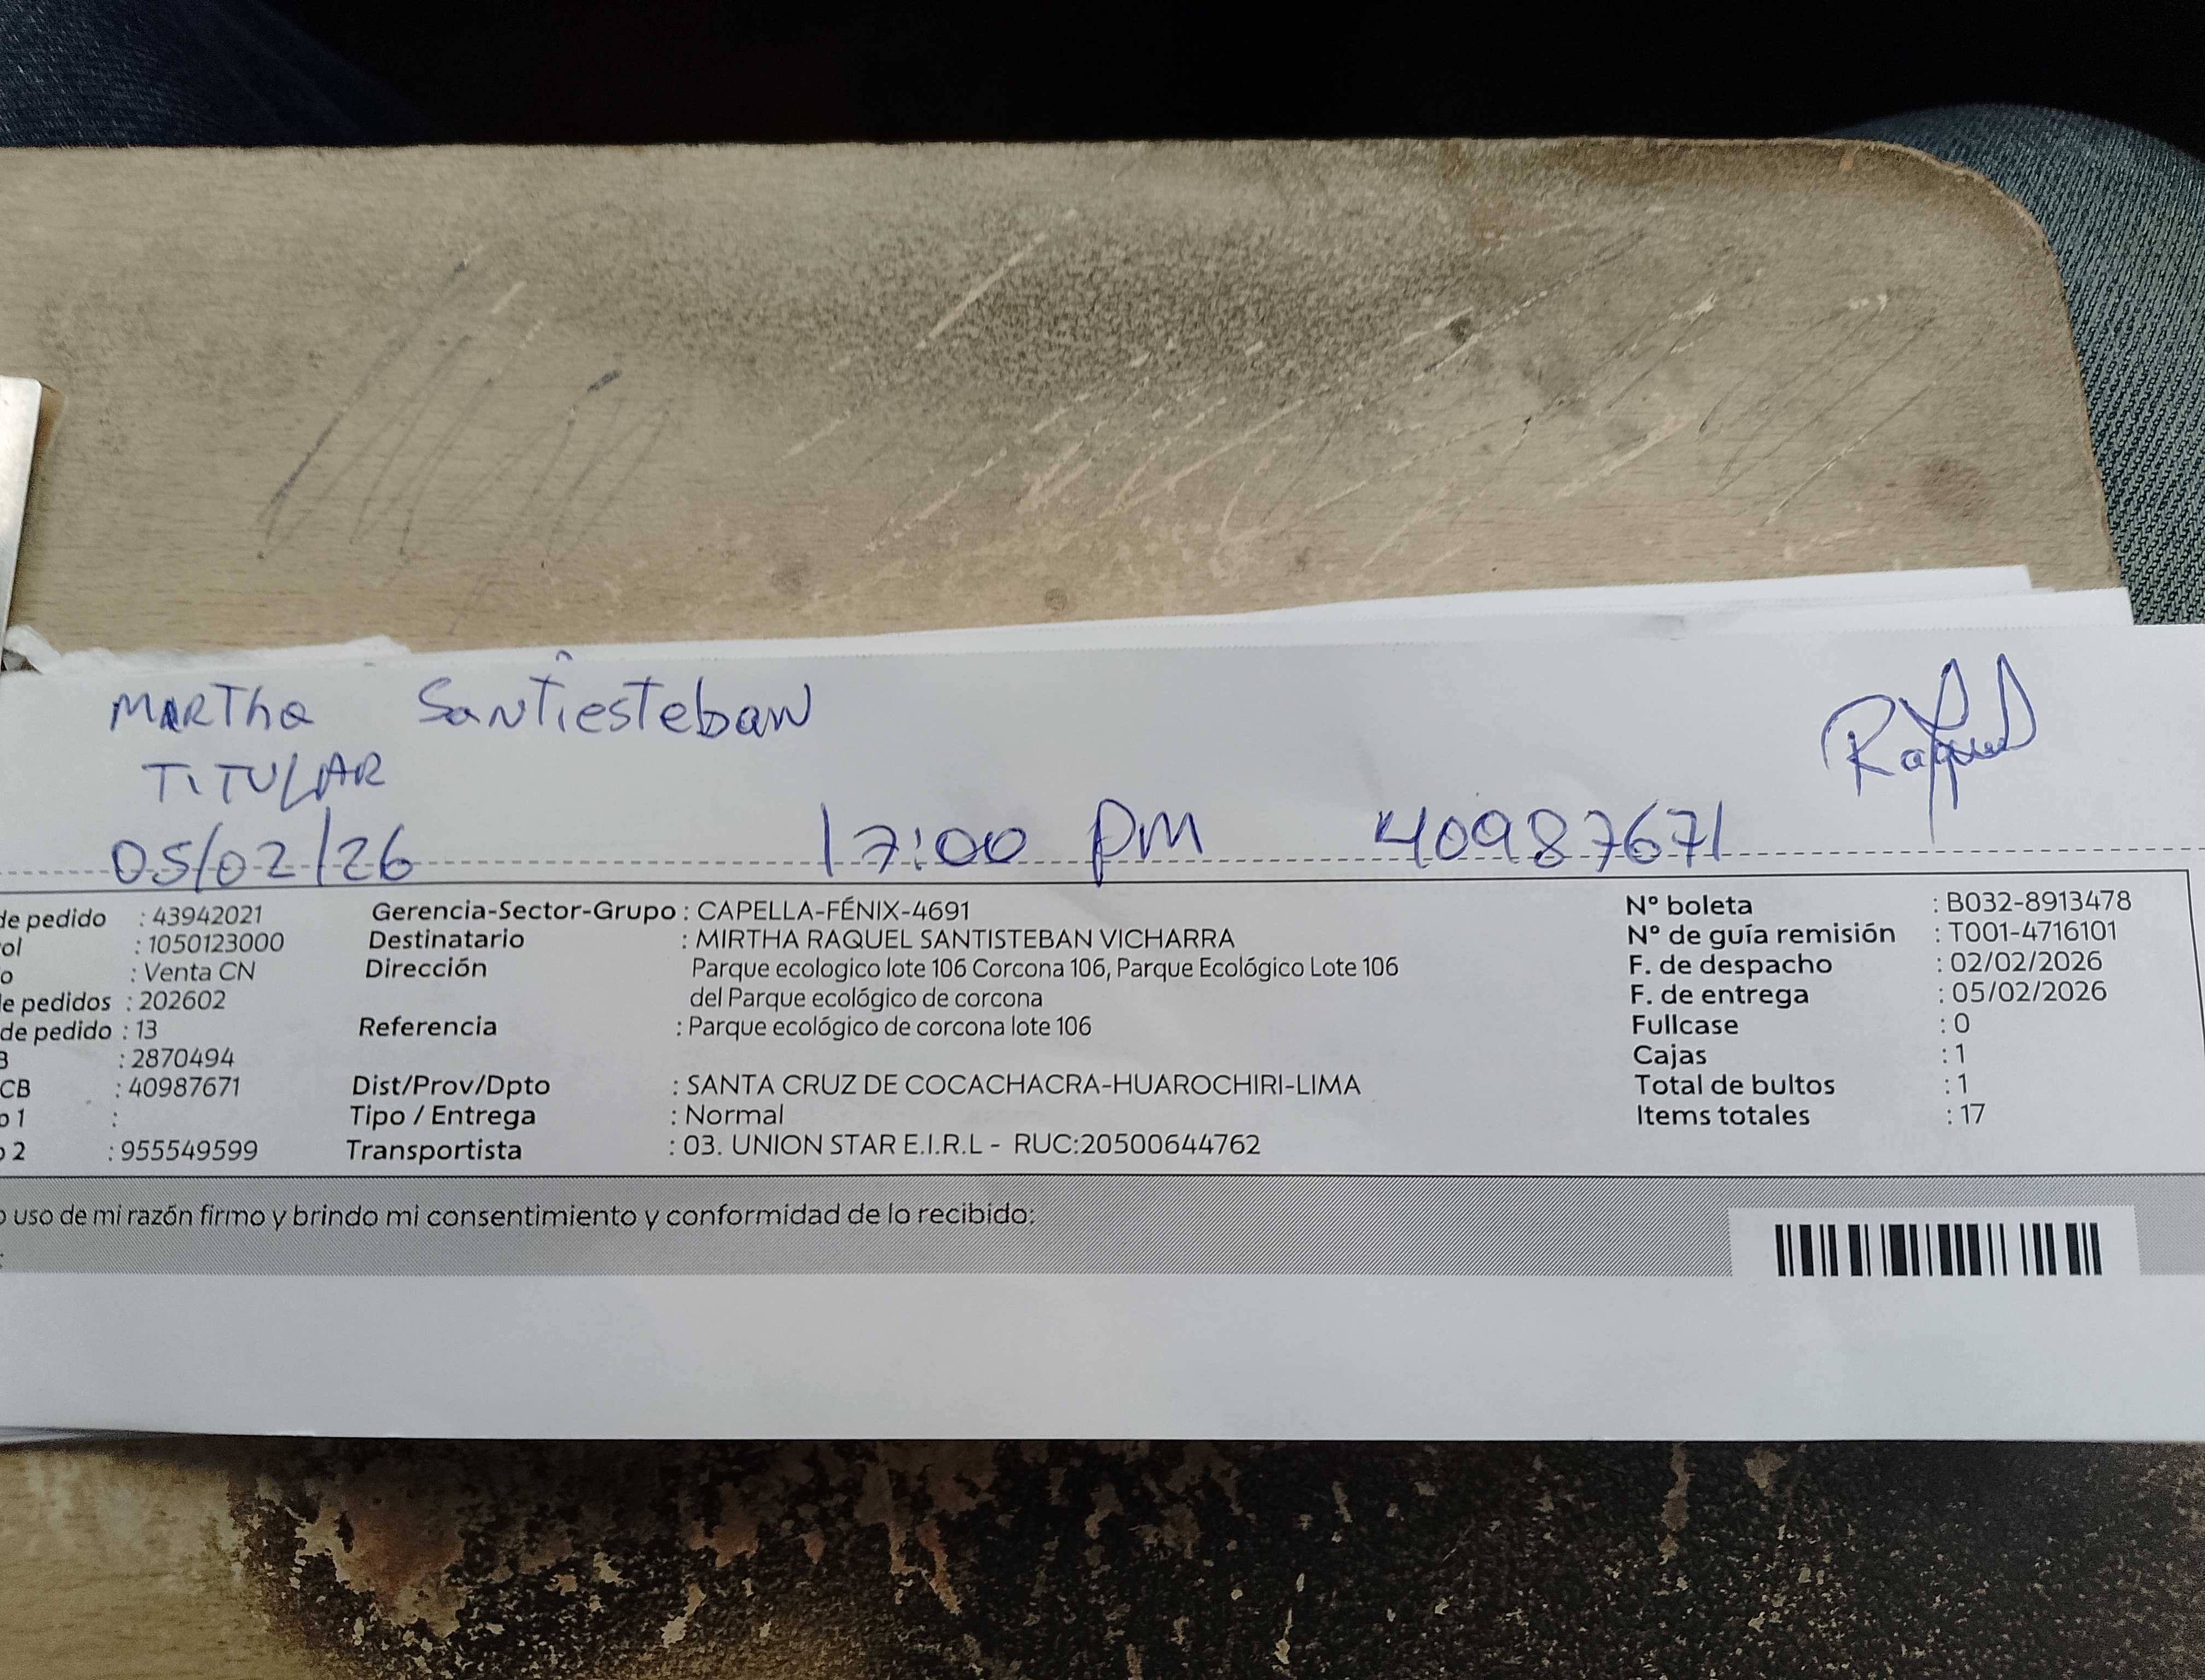 MARTha Santiesteban
TITULAR
Raquel
05/02/26 17:00 pm 40987671
de pedido : 43942021 Gerencia-Sector-Grupo : CAPELLA-FÉNIX-4691 N° boleta : B032-8913478
ol : 1050123000 Destinatario : MIRTHA RAQUEL SANTISTEBAN VICHARRA N° de guía remisión : T001-4716101
o : Venta CN Dirección Parque ecologico lote 106 Corcona 106, Parque Ecológico Lote 106 F. de despacho : 02/02/2026
e pedidos : 202602 del Parque ecológico de corcona F. de entrega : 05/02/2026
de pedido : 13 Referencia : Parque ecológico de corcona lote 106 Fullcase : 0
B : 2870494 Cajas : 1
CB : 40987671 Dist/Prov/Dpto : SANTA CRUZ DE COCACHACRA-HUAROCHIRI-LIMA Total de bultos : 1
o 1 : Tipo / Entrega : Normal Items totales : 17
o 2 : 955549599 Transportista : 03. UNION STAR E.I.R.L - RUC:20500644762
o uso de mi razón firmo y brindo mi consentimiento y conformidad de lo recibido:
: